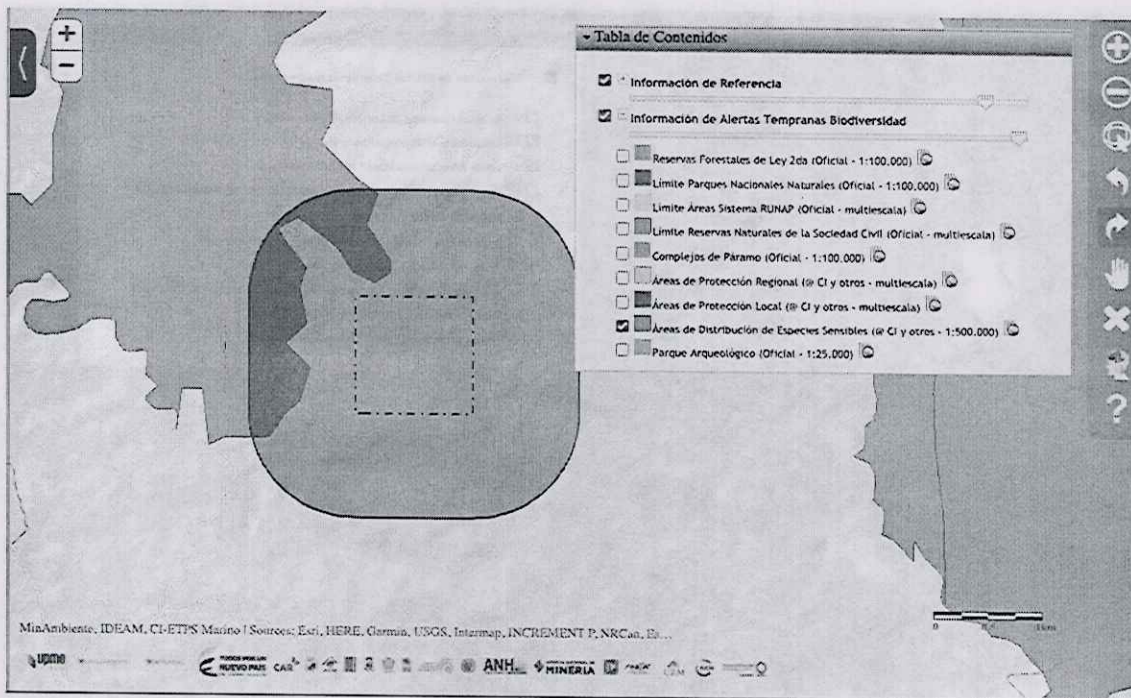 Tabla de Contenidos
Información de Referencia
Información de Alertas Tempranas Biodiversidad
Reservas Forestales de Ley 2da (Oficial - 1:100.000)
Límite Parques Nacionales Naturales (Oficial - 1:100.000)
Límite Áreas Sistema RUNAP (Oficial - multiescala)
Límite Reservas Naturales de la Sociedad Civil (Oficial - multiescala)
Complejos de Páramo (Oficial - 1:100.000)
Áreas de Protección Regional (@ CI y otros - multiescala)
Áreas de Protección Local (@ CI y otros - multiescala)
Áreas de Distribución de Especies Sensibles (@ CI y otros - 1:500.000)
Parque Arqueológico (Oficial - 1:25.000)
MinAmbiente, IDEAM, CI-ETPS Marino | Sources: Esri, HERE, Garmin, USGS, Intermap, INCREMENT P, NRCan, Es...
upme
TODOS POR UN
NUEVO PAIS
CAR
ANH
MINERIA